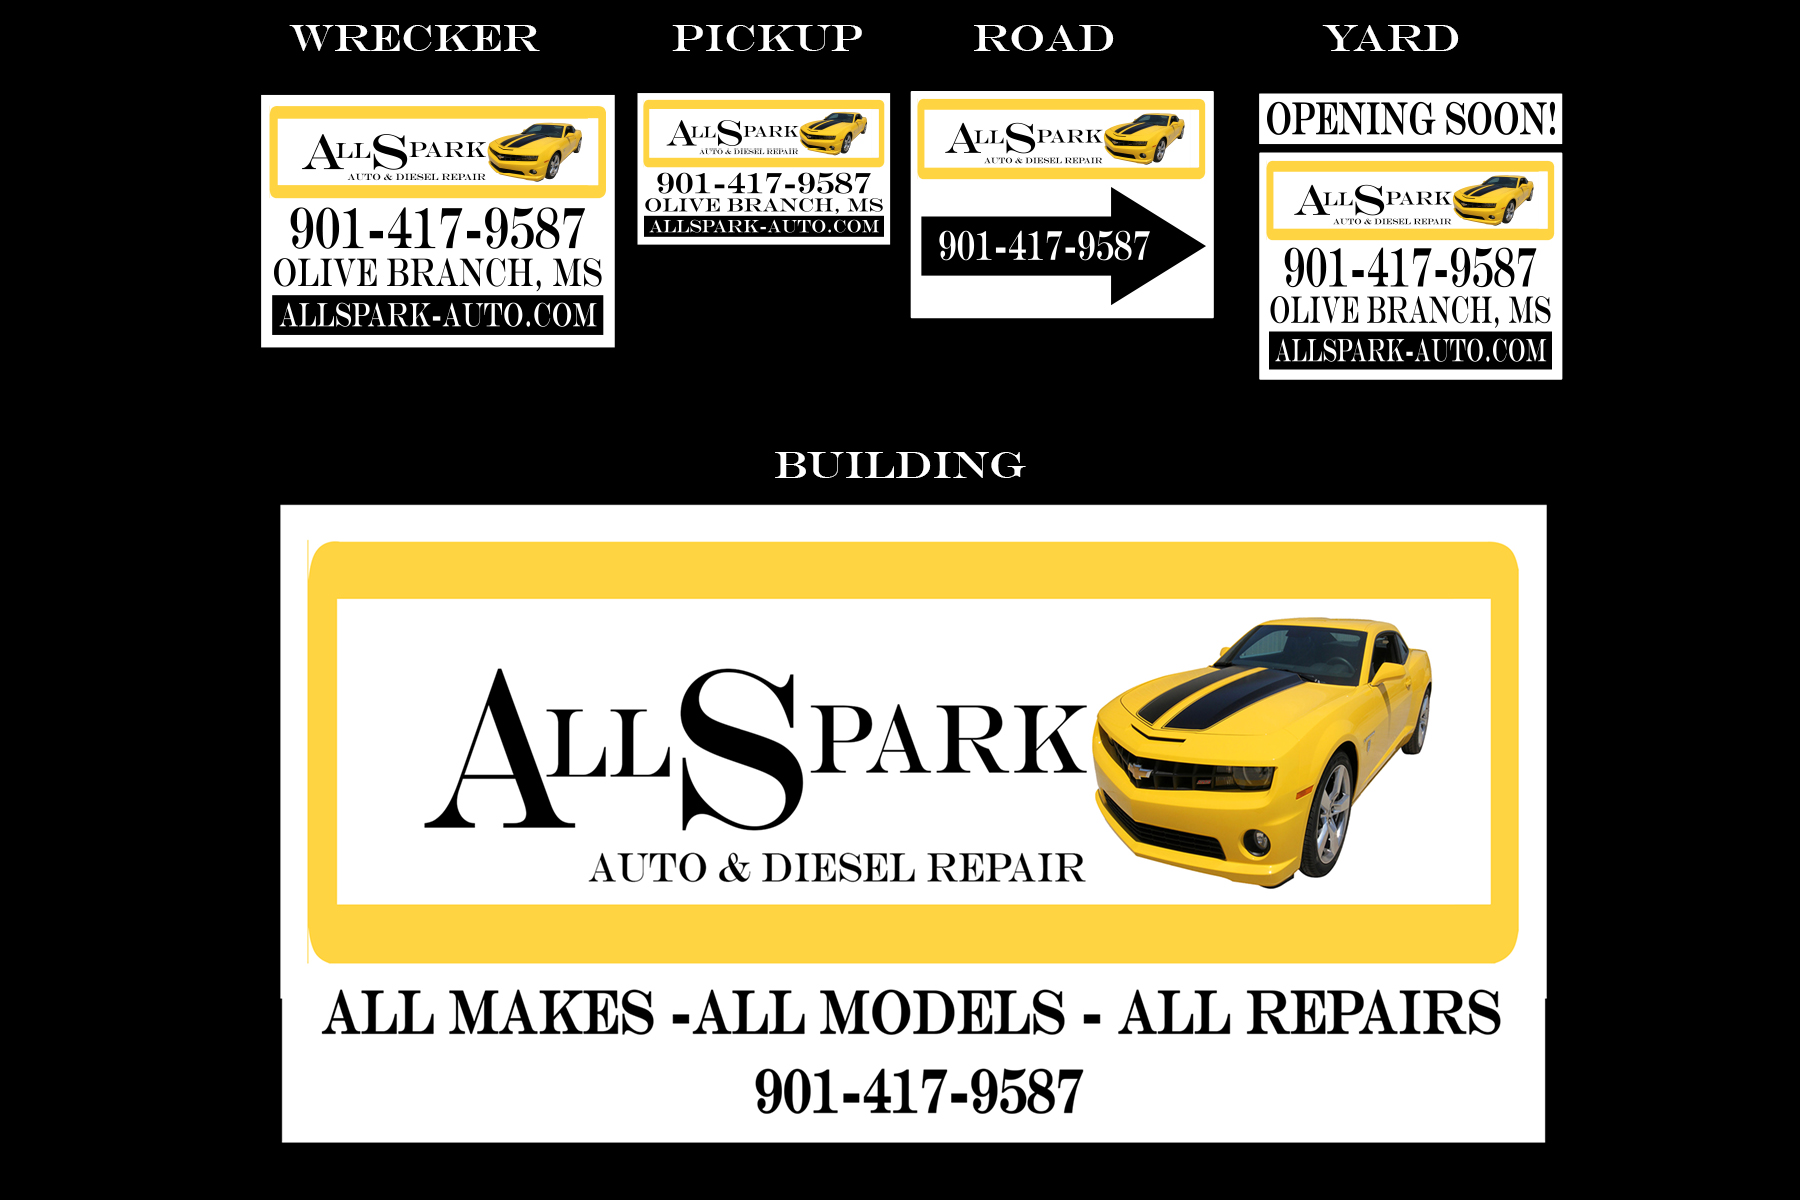 WRECKER
ALLSPARK
AUTO & DIESEL REPAIR
901-417-9587
OLIVE BRANCH, MS
ALLSPARK-AUTO.COM
PICKUP
ALLSPARK
AUTO & DIESEL REPAIR
901-417-9587
OLIVE BRANCH, MS
ALLSPARK-AUTO.COM
ROAD
ALLSPARK
AUTO & DIESEL REPAIR
901-417-9587
YARD
OPENING SOON!
ALLSPARK
AUTO & DIESEL REPAIR
901-417-9587
OLIVE BRANCH, MS
ALLSPARK-AUTO.COM
BUILDING
ALLSPARK
AUTO & DIESEL REPAIR
ALL MAKES -ALL MODELS - ALL REPAIRS
901-417-9587